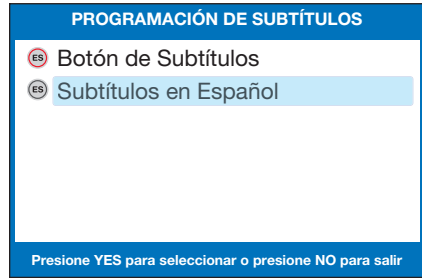 PROGRAMACIÓN DE SUBTÍTULOS
ES Botón de Subtítulos
ES Subtítulos en Español
Presione YES para seleccionar o presione NO para salir